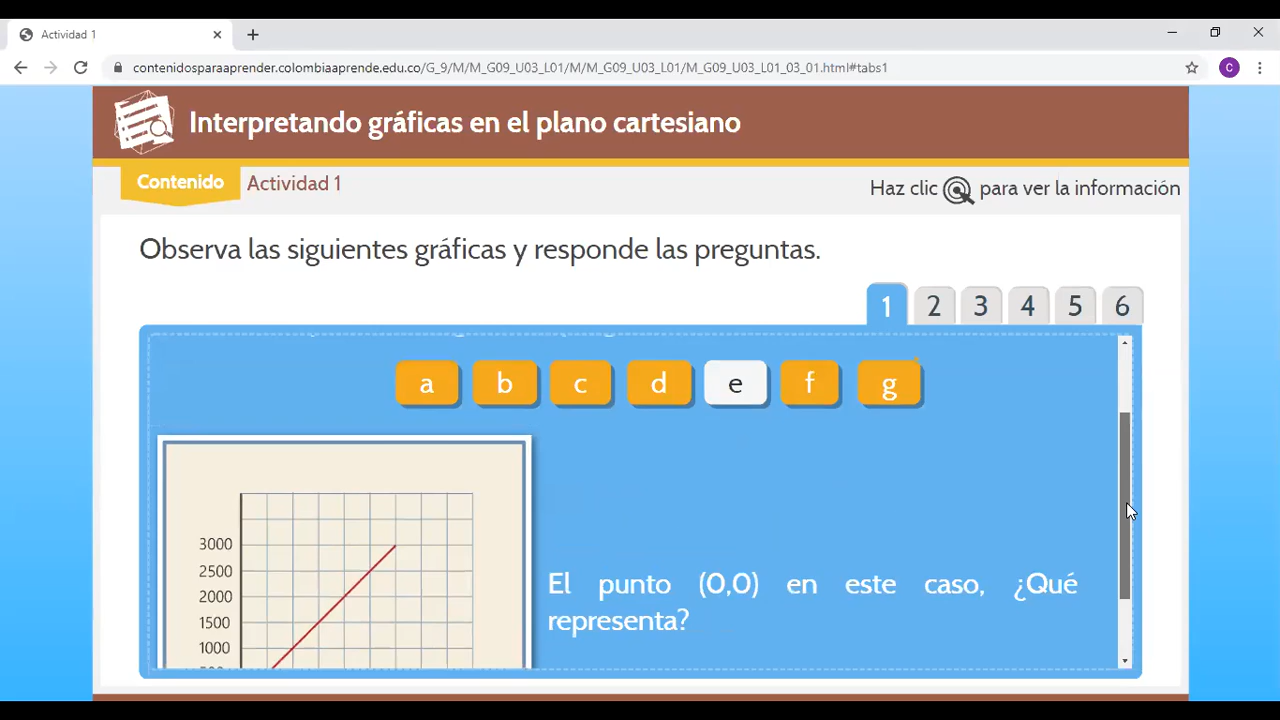 Actividad 1
contenidosparaaprender.colombiaaprende.edu.co/G_9/M/M_G09_U03_L01/M/M_G09_U03_L01/M_G09_U03_L01_03_01.html#tabs1
C
Interpretando gráficas en el plano cartesiano
Contenido Actividad 1
Haz clic para ver la información
Observa las siguientes gráficas y responde las preguntas.
1 2 3 4 5 6
a b c d e f g
3000
2500
2000
1500
1000
El punto (0,0) en este caso, ¿Qué
representa?